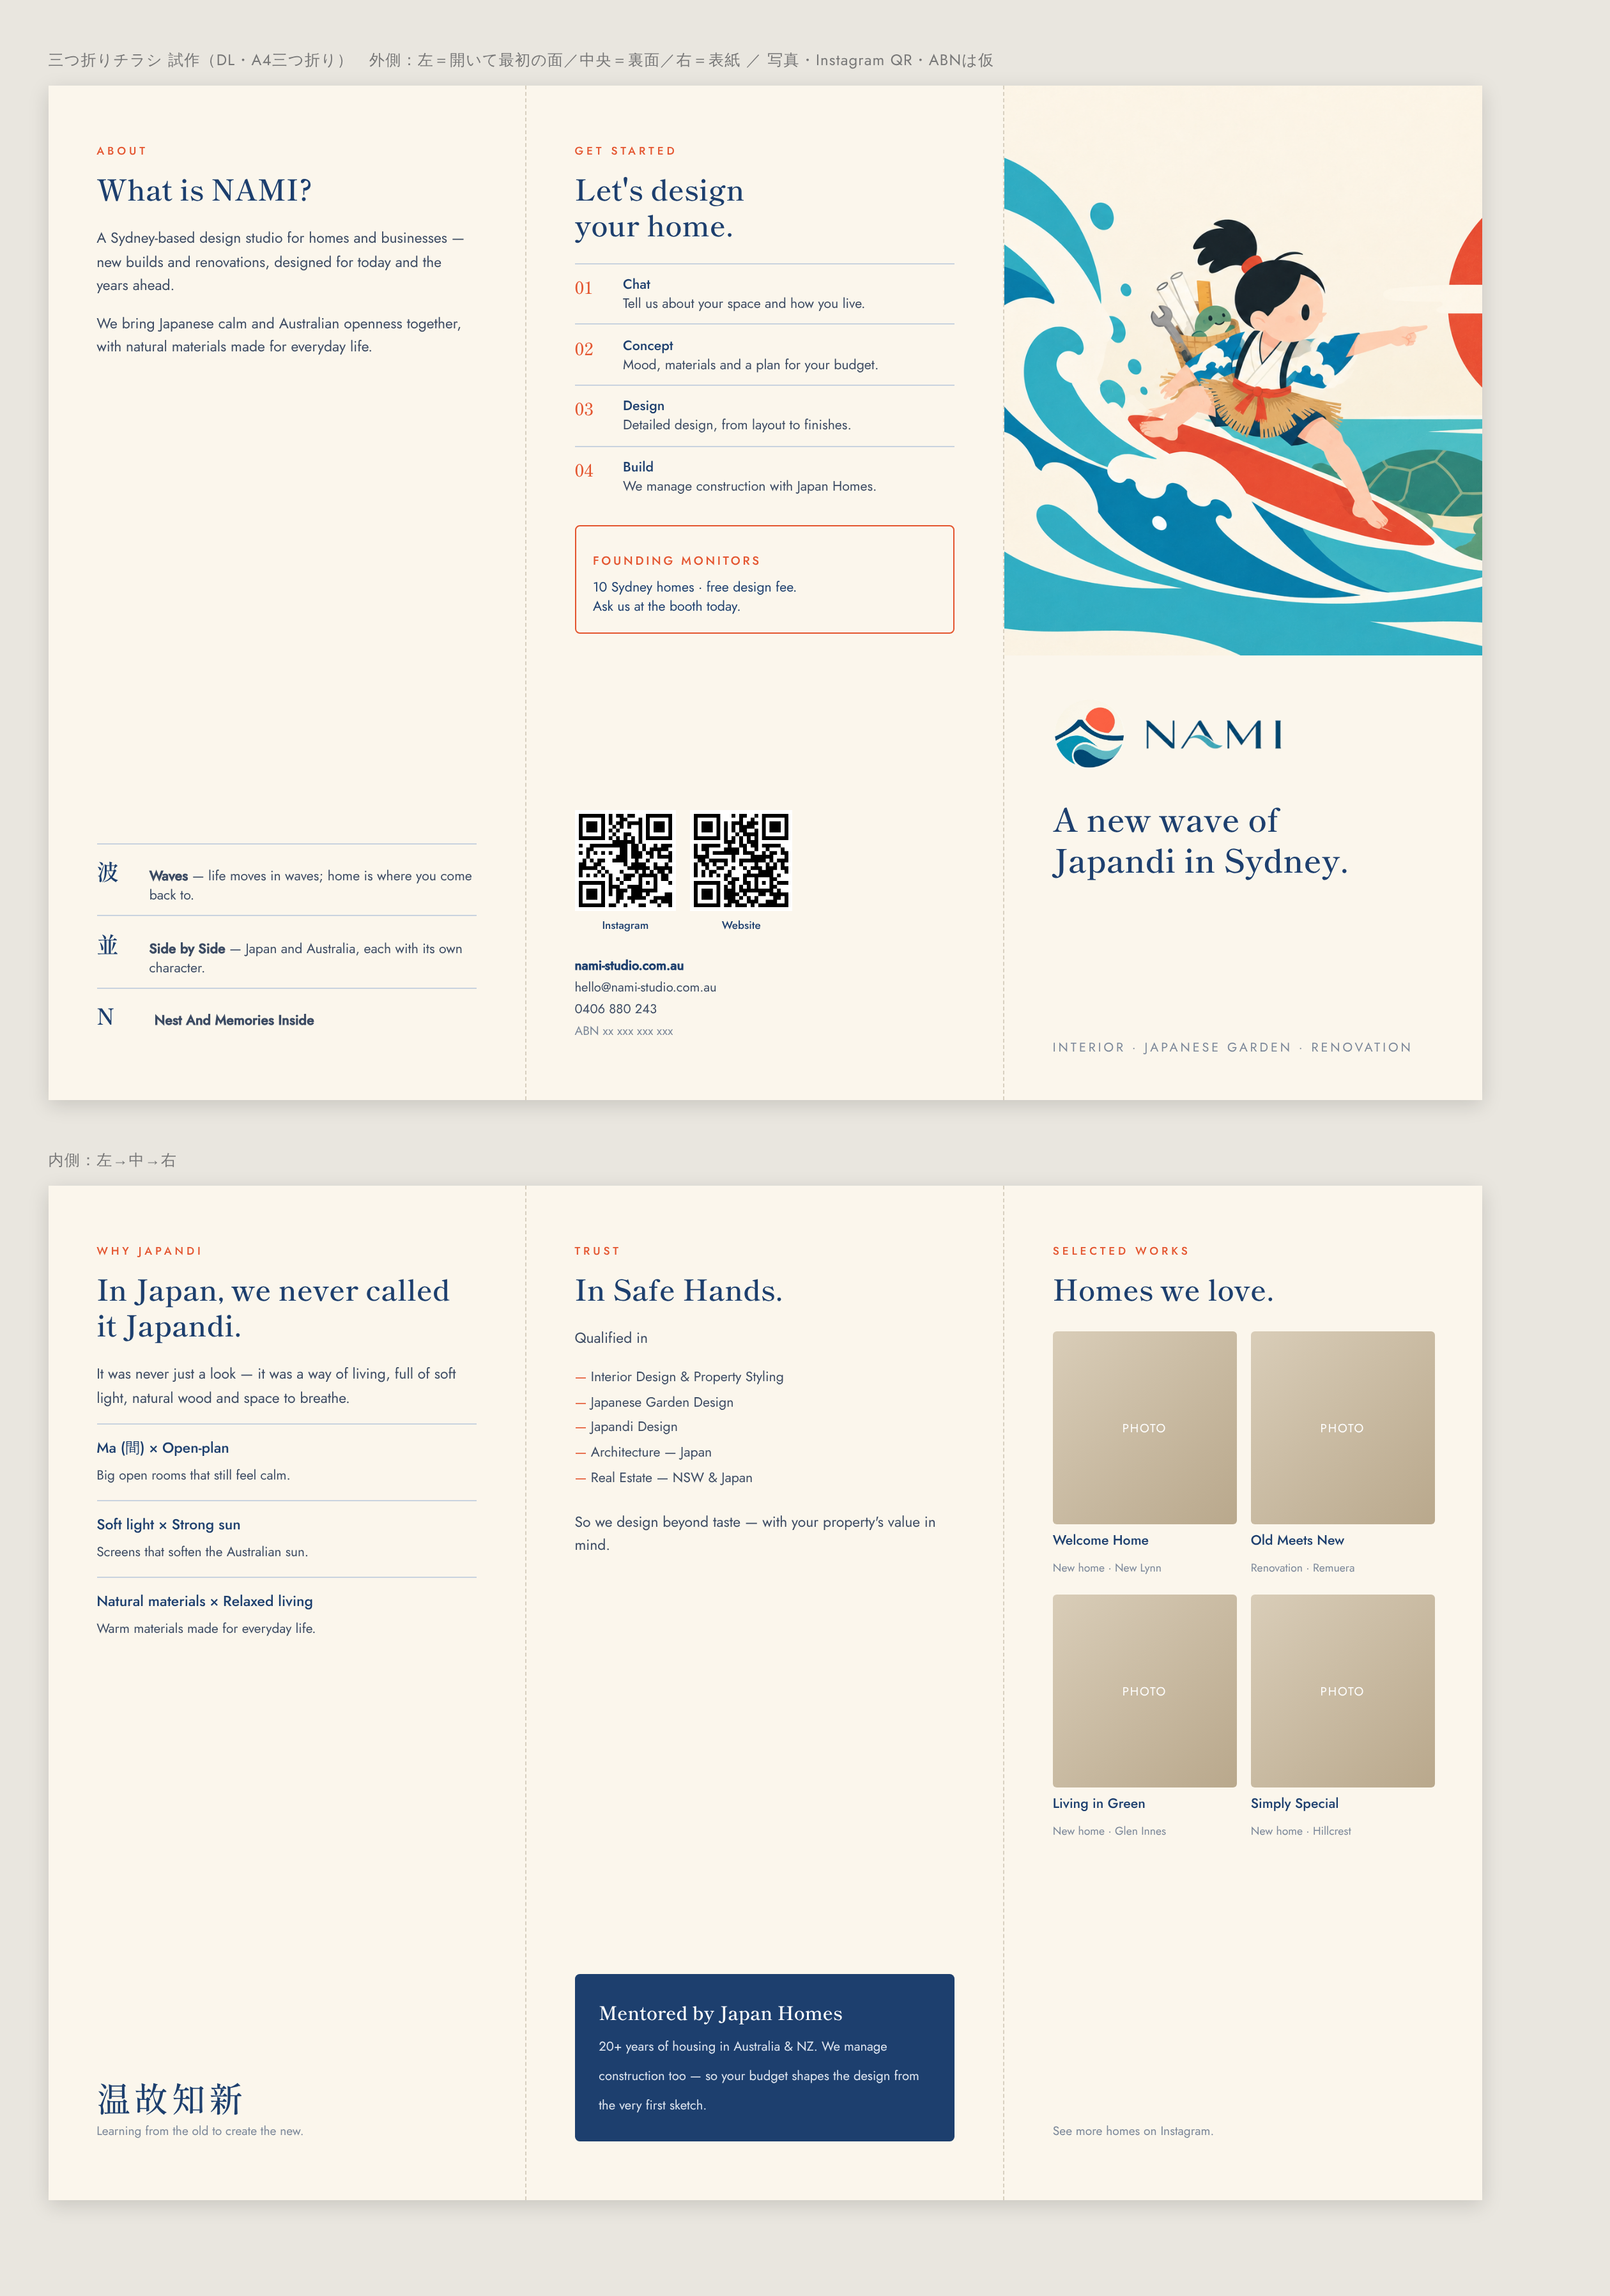 三つ折りチラシ 試作（DL・A4三つ折り）　外側：左＝開いて最初の面／中央＝裏面／右＝表紙 ／ 写真・Instagram QR・ABNは仮
ABOUT
What is NAMI?
A Sydney-based design studio for homes and businesses —
new builds and renovations, designed for today and the
years ahead.
We bring Japanese calm and Australian openness together,
with natural materials made for everyday life.
波 Waves — life moves in waves; home is where you come
back to.
並 Side by Side — Japan and Australia, each with its own
character.
N Nest And Memories Inside
GET STARTED
Let's design
your home.
01 Chat
Tell us about your space and how you live.
02 Concept
Mood, materials and a plan for your budget.
03 Design
Detailed design, from layout to finishes.
04 Build
We manage construction with Japan Homes.
FOUNDING MONITORS
10 Sydney homes · free design fee.
Ask us at the booth today.
Instagram Website
nami-studio.com.au
hello@nami-studio.com.au
0406 880 243
ABN xx xxx xxx xxx
NAMI
A new wave of
Japandi in Sydney.
INTERIOR · JAPANESE GARDEN · RENOVATION
内側：左→中→右
WHY JAPANDI
In Japan, we never called
it Japandi.
It was never just a look — it was a way of living, full of soft
light, natural wood and space to breathe.
Ma (間) × Open-plan
Big open rooms that still feel calm.
Soft light × Strong sun
Screens that soften the Australian sun.
Natural materials × Relaxed living
Warm materials made for everyday life.
温故知新
Learning from the old to create the new.
TRUST
In Safe Hands.
Qualified in
— Interior Design & Property Styling
— Japanese Garden Design
— Japandi Design
— Architecture — Japan
— Real Estate — NSW & Japan
So we design beyond taste — with your property's value in
mind.
Mentored by Japan Homes
20+ years of housing in Australia & NZ. We manage
construction too — so your budget shapes the design from
the very first sketch.
SELECTED WORKS
Homes we love.
PHOTO PHOTO
Welcome Home Old Meets New
New home · New Lynn Renovation · Remuera
PHOTO PHOTO
Living in Green Simply Special
New home · Glen Innes New home · Hillcrest
See more homes on Instagram.